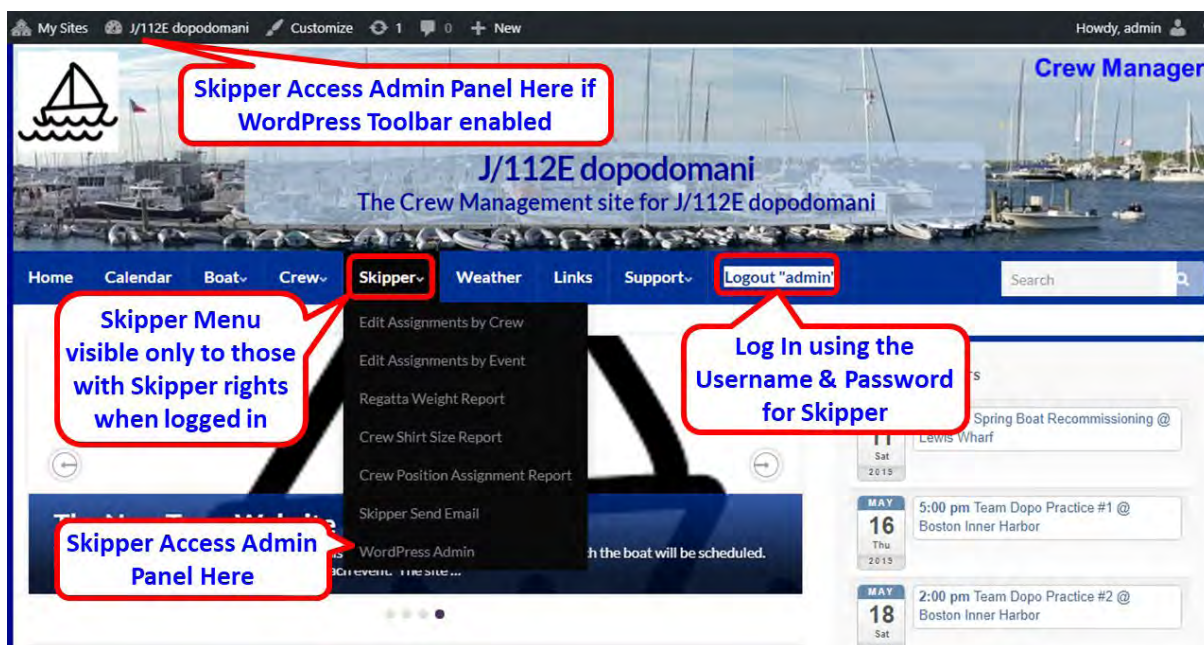 My Sites J/112E dopodomani Customize 1 0 New Howdy, admin
Skipper Access Admin Panel Here if
WordPress Toolbar enabled
Crew Manager
J/112E dopodomani
The Crew Management site for J/112E dopodomani
Home Calendar Boat Crew Skipper Weather Links Support Logout "admin" Search
Skipper Menu
visible only to those
with Skipper rights
when logged in
Edit Assignments by Crew
Edit Assignments by Event
Regatta Weight Report
Crew Shirt Size Report
Crew Position Assignment Report
Skipper Send Email
WordPress Admin
Log In using the
Username & Password
for Skipper
Skipper Access Admin
Panel Here
the boat will be scheduled.
event. The site ...
11
Sat
Spring Boat Recommissioning @
Lewis Wharf
MAY
16
Thu
5:00 pm Team Dopo Practice #1 @
Boston Inner Harbor
MAY
18
Sat
2:00 pm Team Dopo Practice #2 @
Boston Inner Harbor